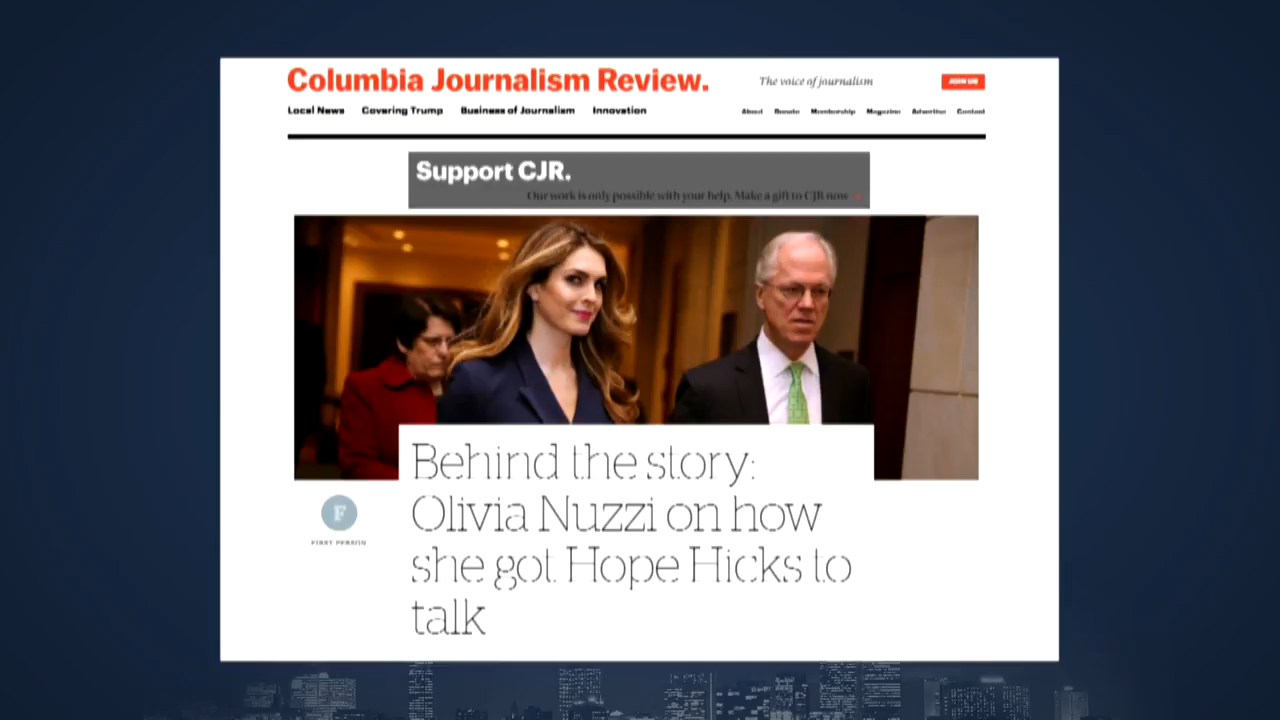 Columbia Journalism Review.
The voice of journalism
JOIN US
Local News Covering Trump Business of Journalism Innovation
About Donate Membership Magazine Advertise Contact
Support CJR.
Our work is only possible with your help. Make a gift to CJR now
Behind the story:
Olivia Nuzzi on how
she got Hope Hicks to
talk
F
FIRST PERSON